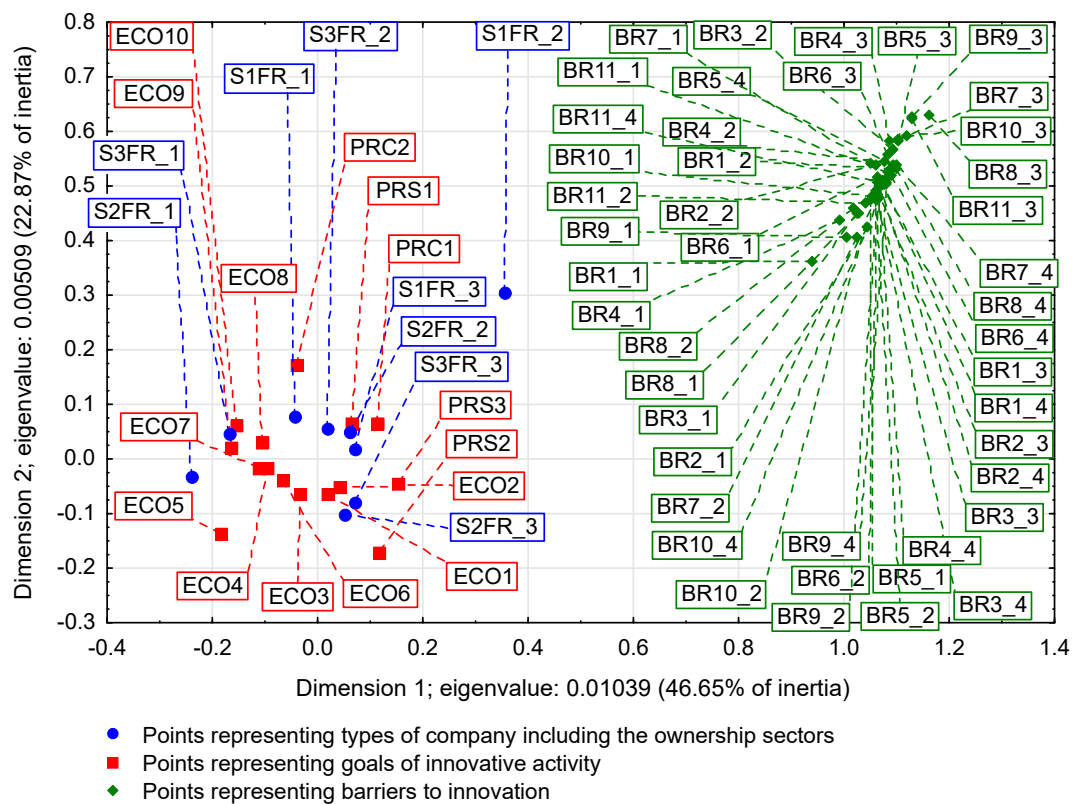 Dimension 2; eigenvalue: 0.00509 (22.87% of inertia)
0.8
0.7
0.6
0.5
0.4
0.3
0.2
0.1
0.0
-0.1
-0.2
-0.3
ECO10
S3FR_2
S1FR_2
S1FR_1
ECO9
S3FR_1
PRC2
PRS1
S2FR_1
PRC1
ECO8
S1FR_3
S2FR_2
S3FR_3
PRS3
ECO7
PRS2
ECO2
ECO5
S2FR_3
ECO4
ECO3
ECO6
ECO1
BR7_1
BR3_2
BR4_3
BR5_3
BR9_3
BR11_1
BR5_4
BR6_3
BR7_3
BR11_4
BR4_2
BR10_3
BR10_1
BR1_2
BR8_3
BR11_2
BR2_2
BR11_3
BR9_1
BR6_1
BR1_1
BR7_4
BR4_1
BR8_4
BR8_2
BR6_4
BR8_1
BR1_3
BR3_1
BR1_4
BR2_1
BR2_3
BR2_4
BR7_2
BR3_3
BR10_4
BR9_4
BR4_4
BR10_2
BR6_2
BR5_1
BR9_2
BR5_2
BR3_4
-0.4 -0.2 0.0 0.2 0.4 0.6 0.8 1.0 1.2 1.4
Dimension 1; eigenvalue: 0.01039 (46.65% of inertia)
Points representing types of company including the ownership sectors
Points representing goals of innovative activity
Points representing barriers to innovation